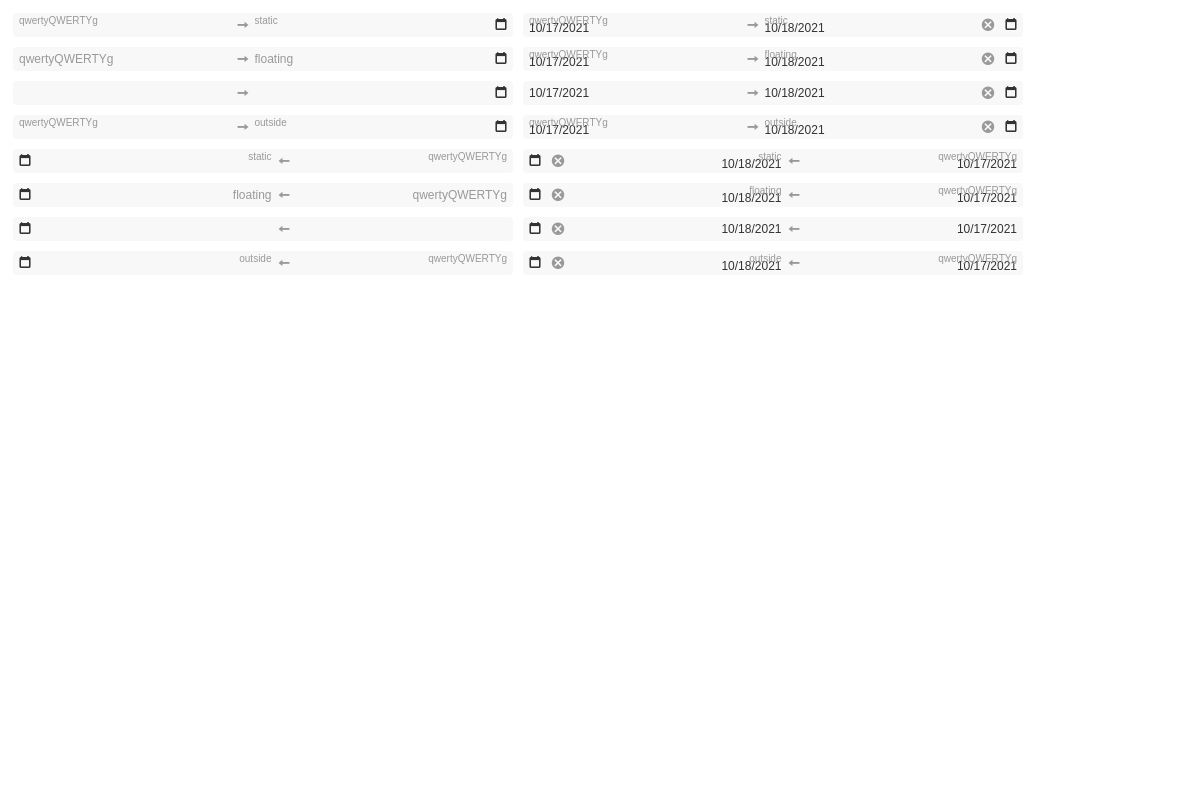 qwertyQWERTYg → static qwertyQWERTYg 10/17/2021 → static 10/18/2021
qwertyQWERTYg → floating qwertyQWERTYg 10/17/2021 → floating 10/18/2021
→ 10/17/2021 → 10/18/2021
qwertyQWERTYg → outside qwertyQWERTYg 10/17/2021 → outside 10/18/2021
static ← qwertyQWERTYg static 10/18/2021 ← qwertyQWERTYg 10/17/2021
floating ← qwertyQWERTYg floating 10/18/2021 ← qwertyQWERTYg 10/17/2021
← 10/18/2021 ← 10/17/2021
outside ← qwertyQWERTYg outside 10/18/2021 ← qwertyQWERTYg 10/17/2021